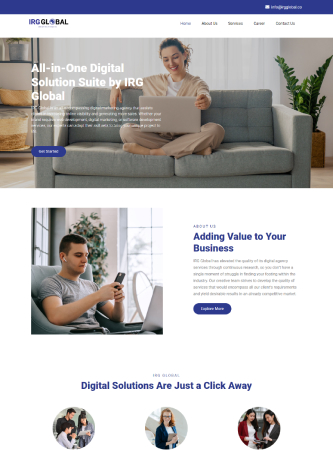 info@irgglobal.co
IRG GLOBAL
Home
About Us
Services
Career
Contact Us
All-in-One Digital
Solution Suite by IRG
Global
Get Started
ABOUT US
Adding Value to Your
Business
IRG Global has elevated the quality of its digital agency
services through continuous research, so you don't have a
single moment of struggle in finding your footing within the
industry. Our creative team strives to develop the quality of
services that would encompass all our client's requirements
and yield desirable results in an already competitive market.
Explore More
IRG GLOBAL
Digital Solutions Are Just a Click Away